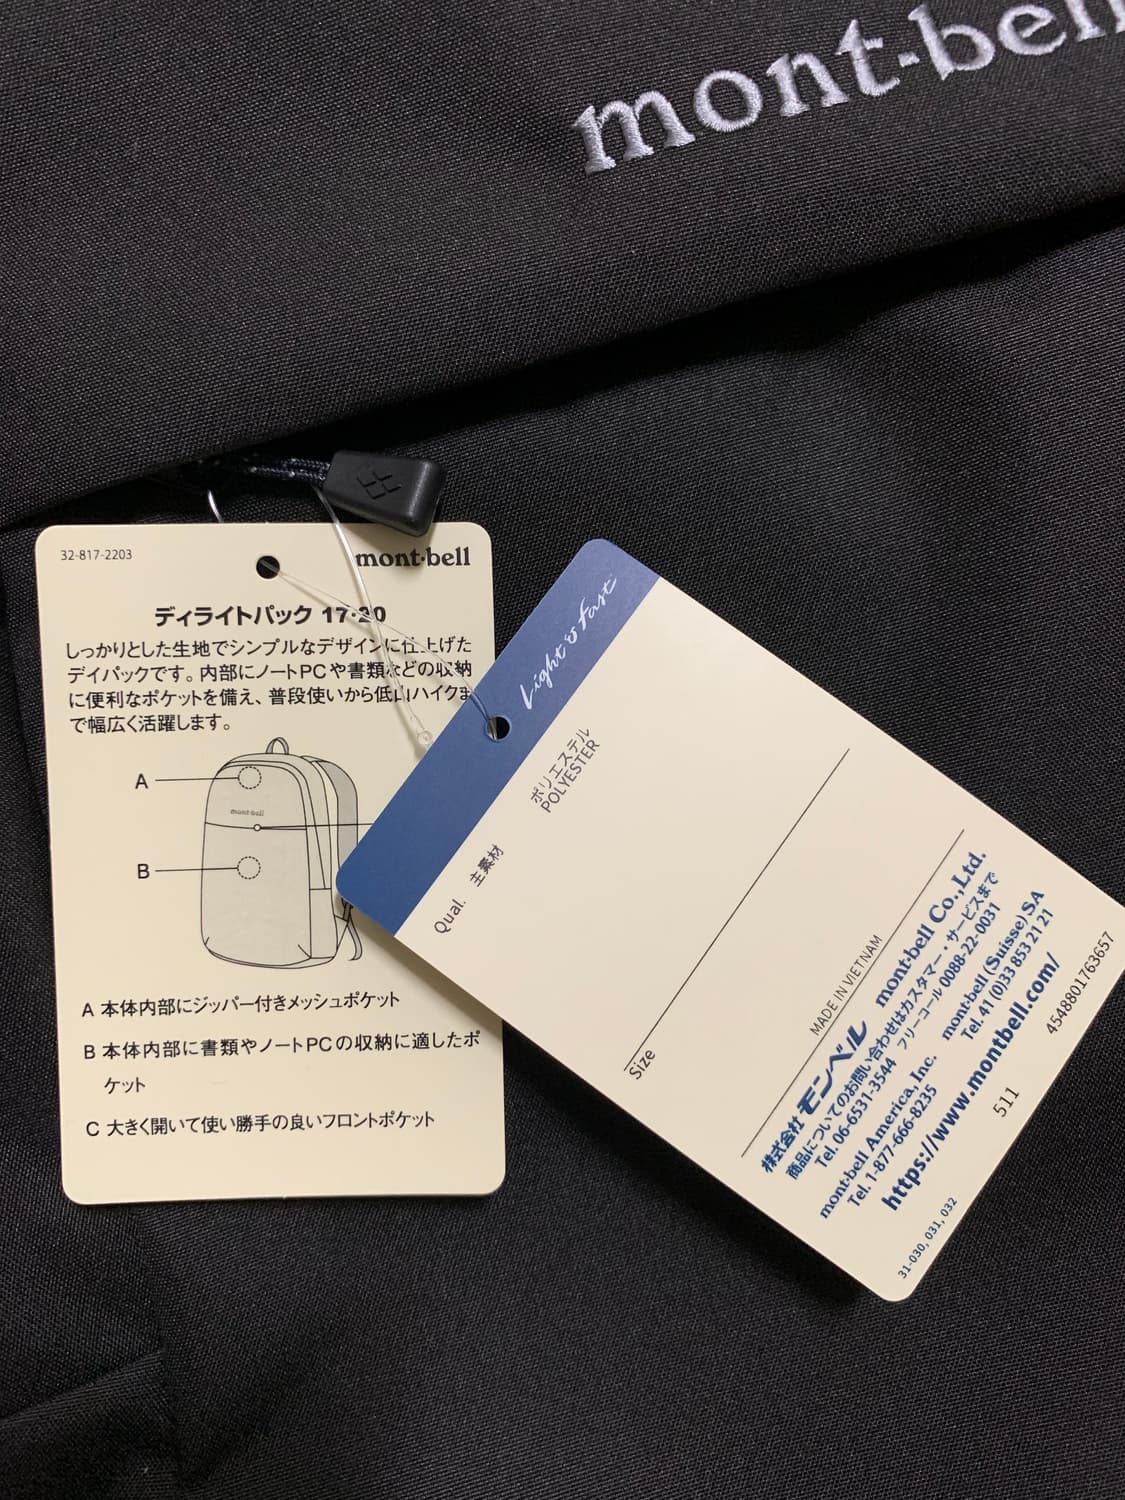 mont-bell
32-817-2203
mont·bell
ディライトパック 17·20
しっかりとした生地でシンプルなデザインに仕上げた
デイパックです。内部にノートPCや書類などの収納
に便利なポケットを備え、普段使いから低山ハイクま
で幅広く活躍します。
A
mont-bell
B
A 本体内部にジッパー付きメッシュポケット
B 本体内部に書類やノートPCの収納に適したポ
ケット
C 大きく開いて使い勝手の良いフロントポケット
Light & Fast
Qual. 主素材
ポリエステル
POLYESTER
Size
MADE IN VIETNAM
株式会社 モンベル mont-bell Co.,Ltd.
商品についてのお問い合わせはカスタマー・サービスまで
Tel. 06-6531-3544 フリーコール 0088-22-0031
mont-bell America, Inc. mont-bell (Suisse) SA
Tel. 1-877-666-8235 Tel. 41 (0)33 853 21 21
https://www.montbell.com/
511
4548801763657
31-030, 031, 032